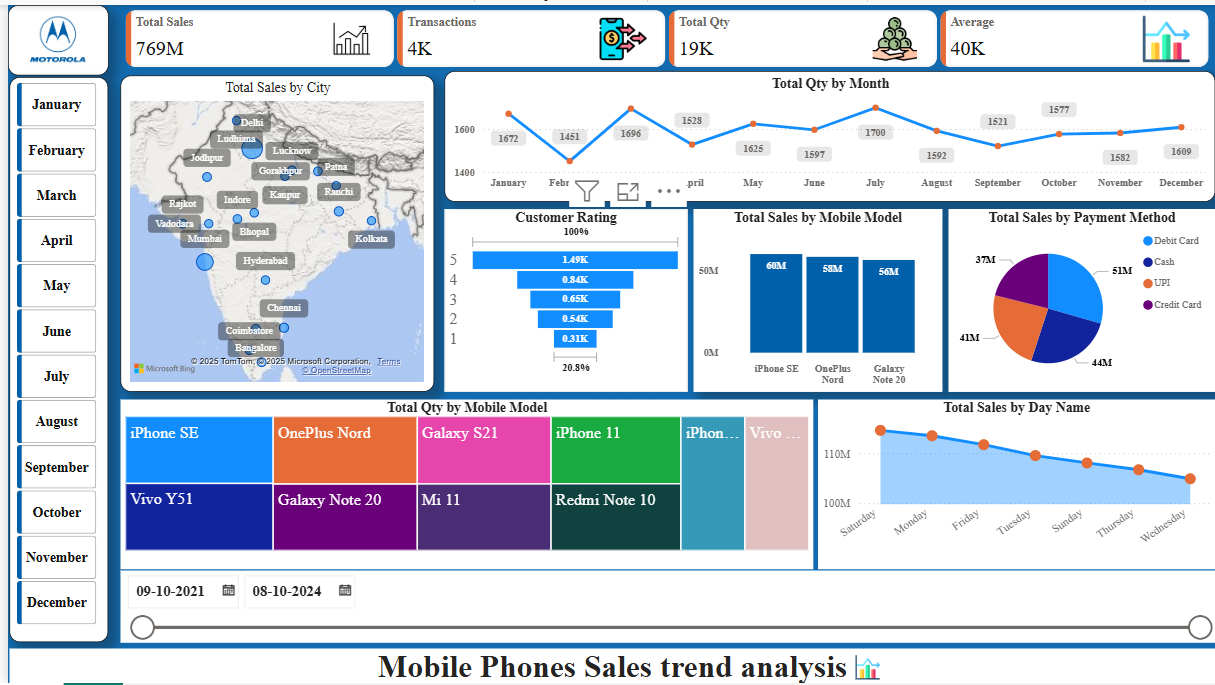 MOTOROLA
Total Sales
769M
Transactions
4K
Total Qty
19K
Average
40K
January
February
March
April
May
June
July
August
September
October
November
December
Total Sales by City
Delhi
Ludhiana
Lucknow
Jodhpur
Gorakhpur
Patna
Ranchi
Kanpur
Indore
Rajkot
Vadodara
Bhopal
Mumbai
Kolkata
Hyderabad
Chennai
Coimbatore
Bangalore
© 2025 TomTom, © 2025 Microsoft Corporation, Terms
© OpenStreetMap
Microsoft Bing
Total Qty by Month
1600
1400
1672
1451
1696
1528
1625
1597
1700
1592
1521
1577
1582
1609
January
Febr
pril
May
June
July
August
September
October
November
December
Customer Rating
100%
5 1.49K
4 0.84K
3 0.65K
2 0.54K
1 0.31K
20.8%
Total Sales by Mobile Model
50M
0M
60M
58M
56M
iPhone SE
OnePlus
Nord
Galaxy
Note 20
Total Sales by Payment Method
37M
51M
41M
44M
Debit Card
Cash
UPI
Credit Card
Total Qty by Mobile Model
iPhone SE
OnePlus Nord
Galaxy S21
iPhone 11
iPhon...
Vivo ...
Vivo Y51
Galaxy Note 20
Mi 11
Redmi Note 10
Total Sales by Day Name
110M
100M
Saturday
Monday
Friday
Tuesday
Sunday
Thursday
Wednesday
09-10-2021
08-10-2024
Mobile Phones Sales trend analysis